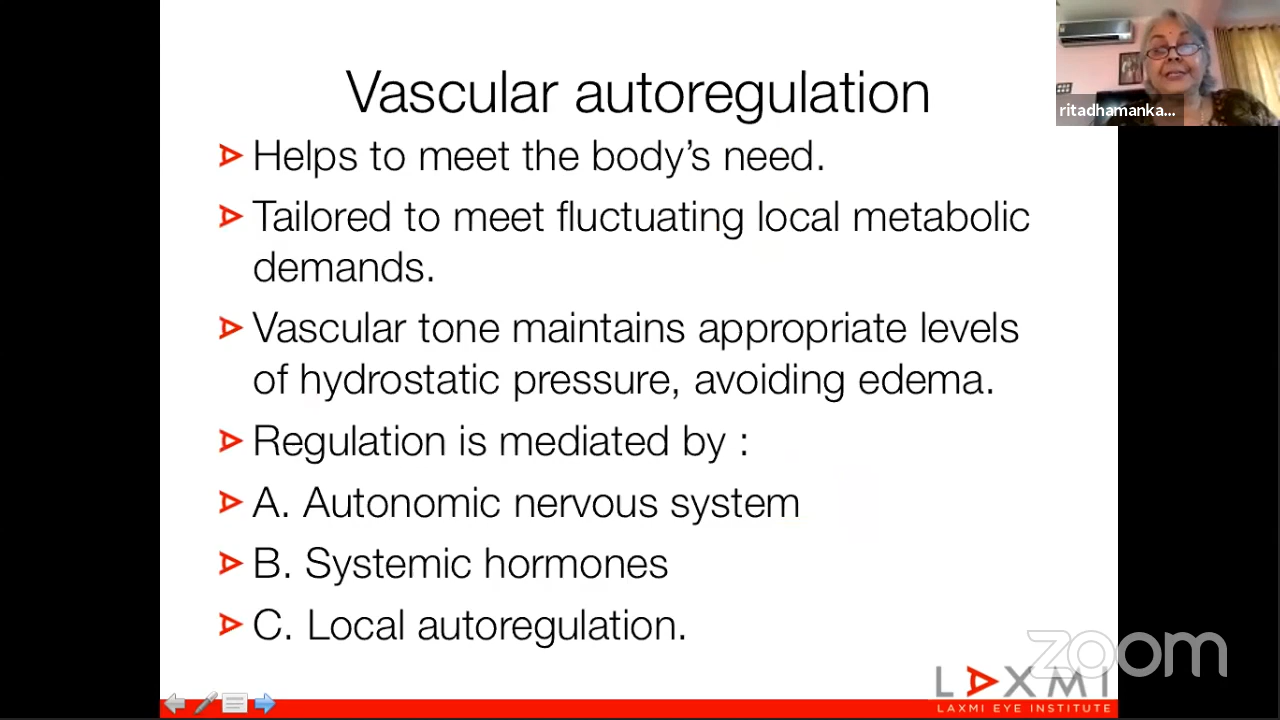 Vascular autoregulation
Helps to meet the body's need.
Tailored to meet fluctuating local metabolic
demands.
Vascular tone maintains appropriate levels
of hydrostatic pressure, avoiding edema.
Regulation is mediated by :
A. Autonomic nervous system
B. Systemic hormones
C. Local autoregulation.
ritadhamanka...
zoom
LAXMI
LAXMI EYE INSTITUTE